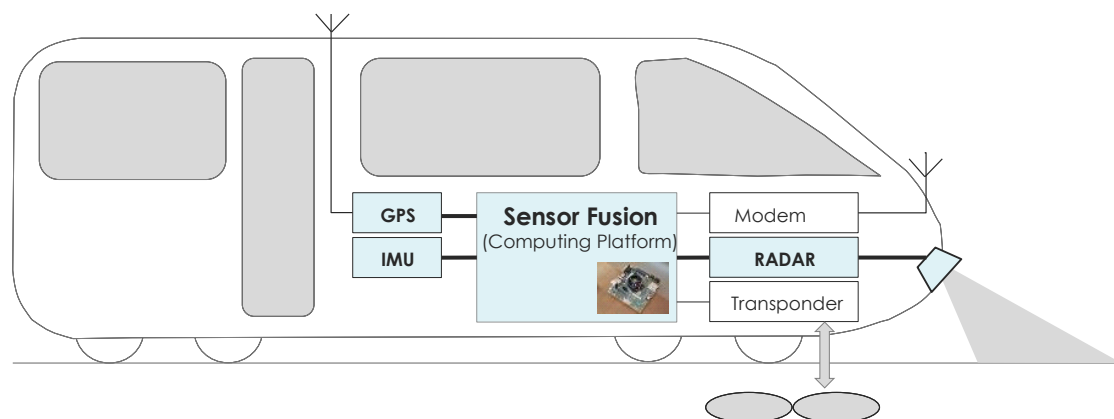 GPS
IMU
Sensor Fusion
(Computing Platform)
Modem
RADAR
Transponder